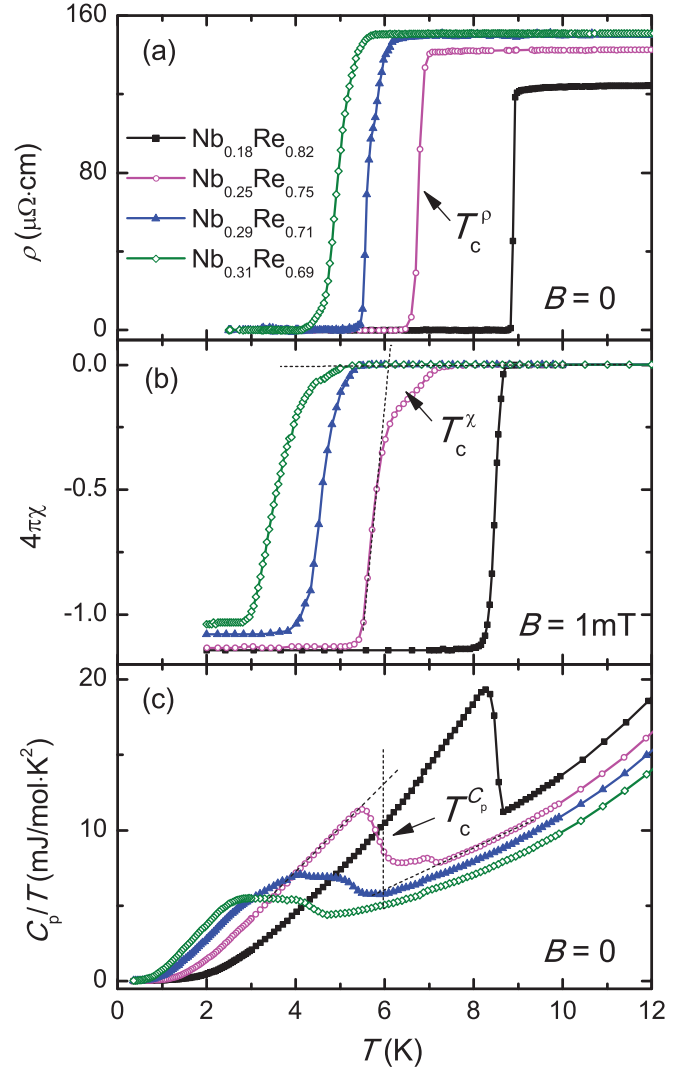 160
(a)
Nb0.18Re0.82
Nb0.25Re0.75
Nb0.29Re0.71
Nb0.31Re0.69
80
ρ (μΩ·cm)
Tcρ
B = 0
0
0.0
(b)
Tcχ
-0.5
4πχ
-1.0
B = 1mT
20
(c)
TcCp
10
Cp/T (mJ/mol·K2)
B = 0
0
0 2 4 6 8 10 12
T (K)